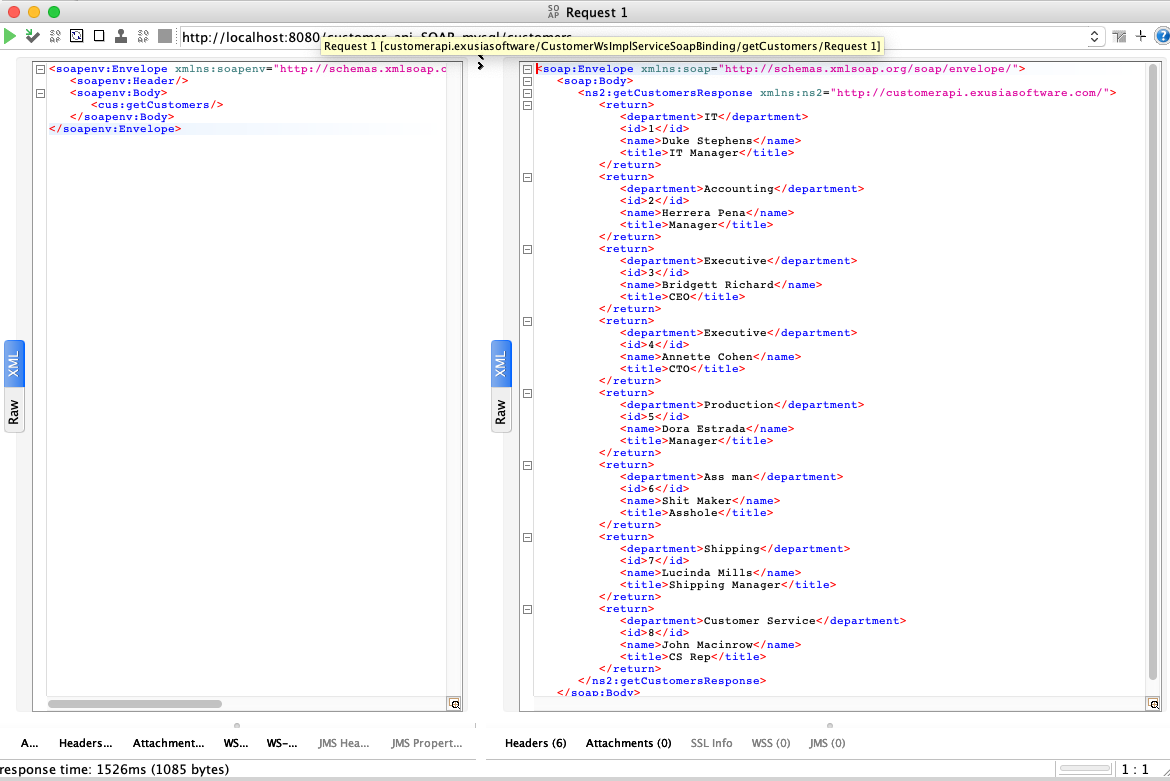 SO
AP
Request 1
SO
AP
SO
AP
http://localhost:8080/customer_api_SOAP_mysql/customers
Request 1 [customerapi.exusiasoftware/CustomerWsImplServiceSoapBinding/getCustomers/Request 1]
<soapenv:Envelope xmlns:soapenv="http://schemas.xmlsoap.o
<soapenv:Header/>
<soapenv:Body>
<cus:getCustomers/>
</soapenv:Body>
</soapenv:Envelope>
XML
Raw
<soap:Envelope xmlns:soap="http://schemas.xmlsoap.org/soap/envelope/">
<soap:Body>
<ns2:getCustomersResponse xmlns:ns2="http://customerapi.exusiasoftware.com/">
<return>
<department>IT</department>
<id>1</id>
<name>Duke Stephens</name>
<title>IT Manager</title>
</return>
<return>
<department>Accounting</department>
<id>2</id>
<name>Herrera Pena</name>
<title>Manager</title>
</return>
<return>
<department>Executive</department>
<id>3</id>
<name>Bridgett Richard</name>
<title>CEO</title>
</return>
<return>
<department>Executive</department>
<id>4</id>
<name>Annette Cohen</name>
<title>CTO</title>
</return>
<return>
<department>Production</department>
<id>5</id>
<name>Dora Estrada</name>
<title>Manager</title>
</return>
<return>
<department>Ass man</department>
<id>6</id>
<name>Shit Maker</name>
<title>Asshole</title>
</return>
<return>
<department>Shipping</department>
<id>7</id>
<name>Lucinda Mills</name>
<title>Shipping Manager</title>
</return>
<return>
<department>Customer Service</department>
<id>8</id>
<name>John Macinrow</name>
<title>CS Rep</title>
</return>
</ns2:getCustomersResponse>
</soap:Body>
XML
Raw
A... Headers... Attachment... WS... WS-... JMS Hea... JMS Propert...
Headers (6) Attachments (0) SSL Info WSS (0) JMS (0)
response time: 1526ms (1085 bytes)
1 : 1